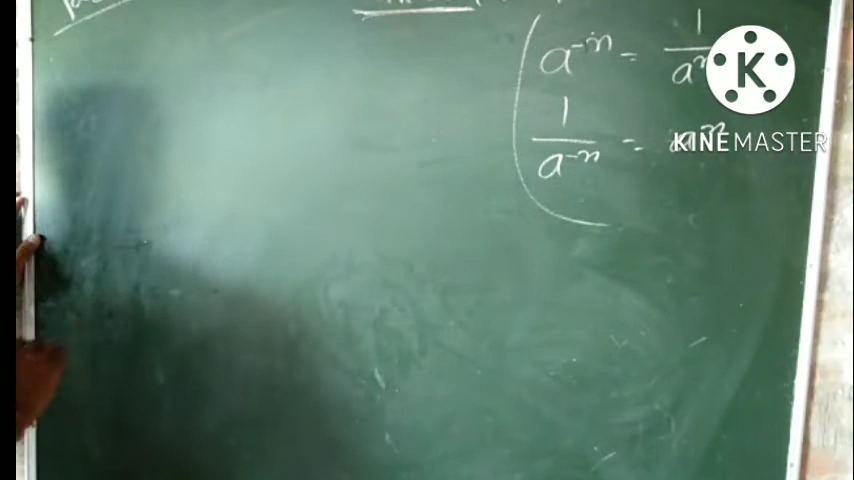 a⁻ⁿ = 1/aⁿ
1/a⁻ⁿ = aⁿ
K
KINEMASTER